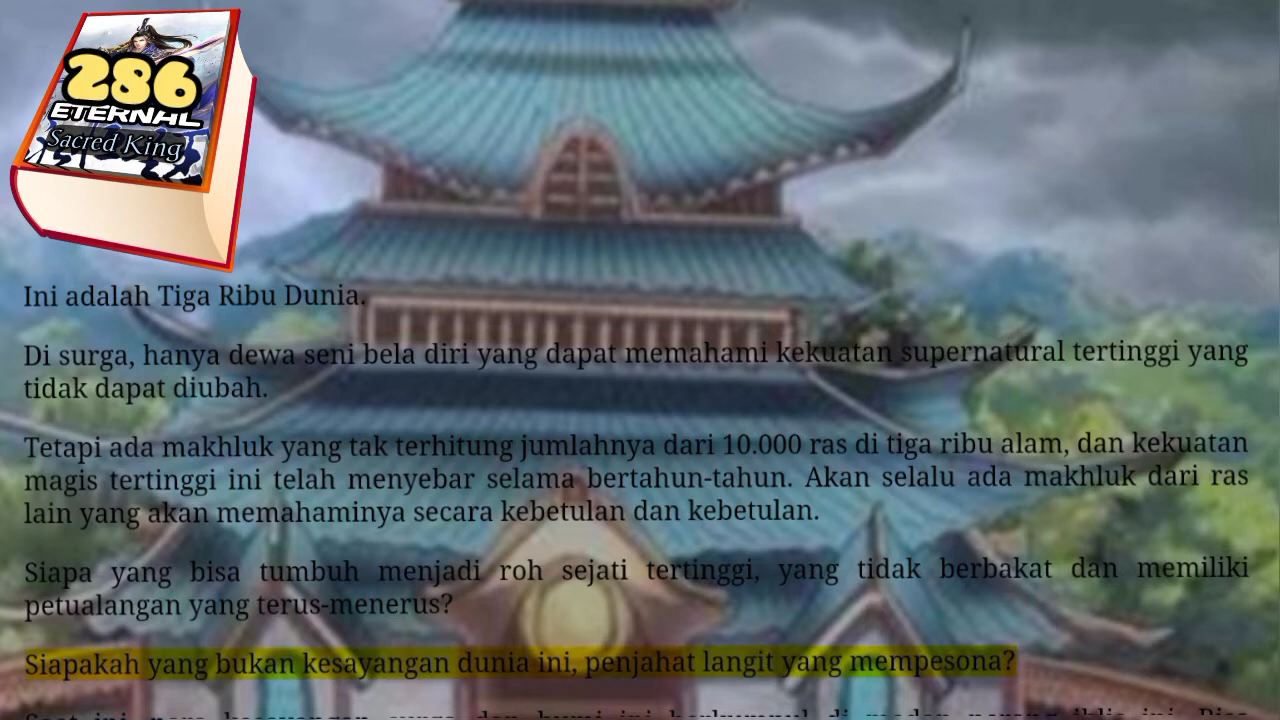 286
ETERNAL
Sacred King
Ini adalah Tiga Ribu Dunia.
Di surga, hanya dewa seni bela diri yang dapat memahami kekuatan supernatural tertinggi yang
tidak dapat diubah.
Tetapi ada makhluk yang tak terhitung jumlahnya dari 10.000 ras di tiga ribu alam, dan kekuatan
magis tertinggi ini telah menyebar selama bertahun-tahun. Akan selalu ada makhluk dari ras
lain yang akan memahaminya secara kebetulan dan kebetulan.
Siapa yang bisa tumbuh menjadi roh sejati tertinggi, yang tidak berbakat dan memiliki
petualangan yang terus-menerus?
Siapakah yang bukan kesayangan dunia ini, penjahat langit yang mempesona?